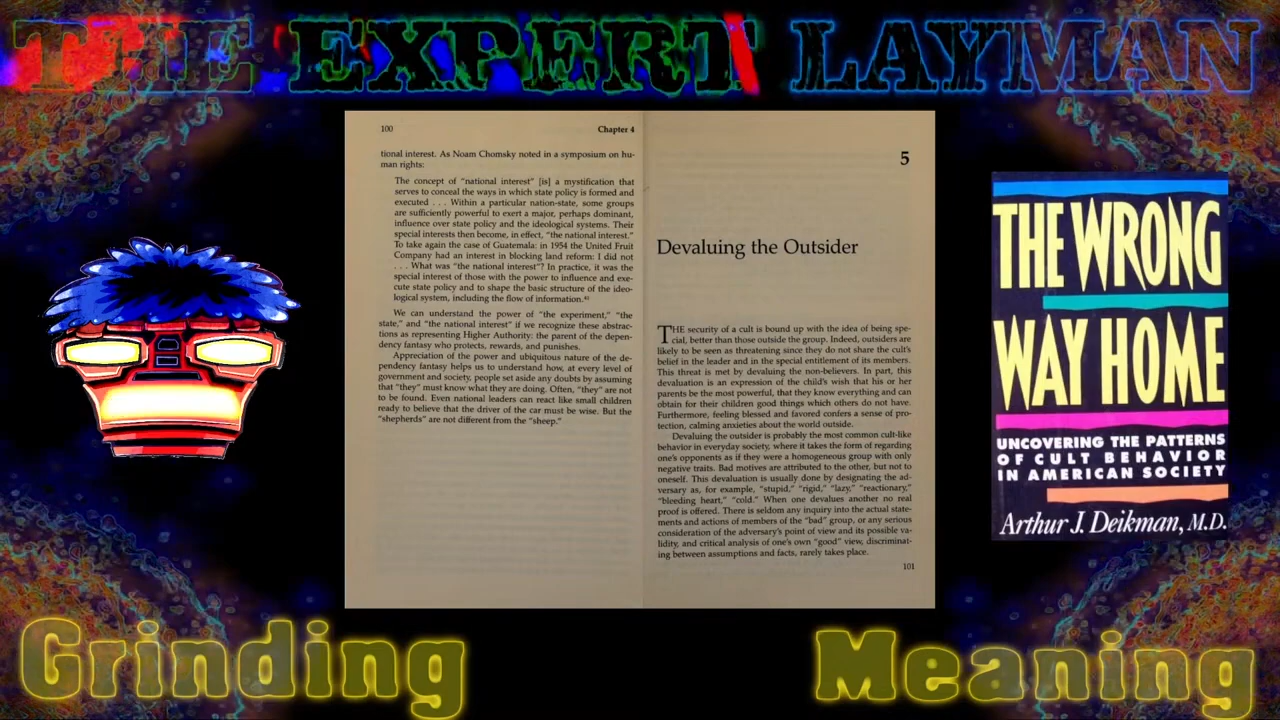 THE EXPERT LAYMAN
100
Chapter 4
tional interest. As Noam Chomsky noted in a symposium on hu-
man rights:
The concept of "national interest" [is] a mystification that
serves to conceal the ways in which state policy is formed and
executed . . . Within a particular nation-state, some groups
are sufficiently powerful to exert a major, perhaps dominant,
influence over state policy and the ideological systems. Their
special interests then become, in effect, "the national interest."
To take again the case of Guatemala: in 1954 the United Fruit
Company had an interest in blocking land reform: I did not
. . . What was "the national interest"? In practice, it was the
special interest of those with the power to influence and exe-
cute state policy and to shape the basic structure of the ideo-
logical system, including the flow of information.⁴⁰
We can understand the power of "the experiment," "the
state," and "the national interest" if we recognize these abstrac-
tions as representing Higher Authority: the parent of the depen-
dency fantasy who protects, rewards, and punishes.
Appreciation of the power and ubiquitous nature of the de-
pendency fantasy helps us to understand how, at every level of
government and society, people set aside any doubts by assuming
that "they" must know what they are doing. Often, "they" are not
to be found. Even national leaders can react like small children
ready to believe that the driver of the car must be wise. But the
"shepherds" are not different from the "sheep."
5
Devaluing the Outsider
THE security of a cult is bound up with the idea of being spe-
cial, better than those outside the group. Indeed, outsiders are
likely to be seen as threatening since they do not share the cult's
belief in the leader and in the special entitlement of its members.
This threat is met by devaluing the non-believers. In part, this
devaluation is an expression of the child's wish that his or her
parents be the most powerful, that they know everything and can
obtain for their children good things which others do not have.
Furthermore, feeling blessed and favored confers a sense of pro-
tection, calming anxieties about the world outside.
Devaluing the outsider is probably the most common cult-like
behavior in everyday society, where it takes the form of regarding
one's opponents as if they were a homogeneous group with only
negative traits. Bad motives are attributed to the other, but not to
oneself. This devaluation is usually done by designating the ad-
versary as, for example, "stupid," "rigid," "lazy," "reactionary,"
"bleeding heart," "cold." When one devalues another no real
proof is offered. There is seldom any inquiry into the actual state-
ments and actions of members of the "bad" group, or any serious
consideration of the adversary's point of view and its possible va-
lidity, and critical analysis of one's own "good" view, discriminat-
ing between assumptions and facts, rarely takes place.
101
THE WRONG
WAY HOME
UNCOVERING THE PATTERNS
OF CULT BEHAVIOR
IN AMERICAN SOCIETY
Arthur J. Deikman, M.D.
Grinding
Meaning